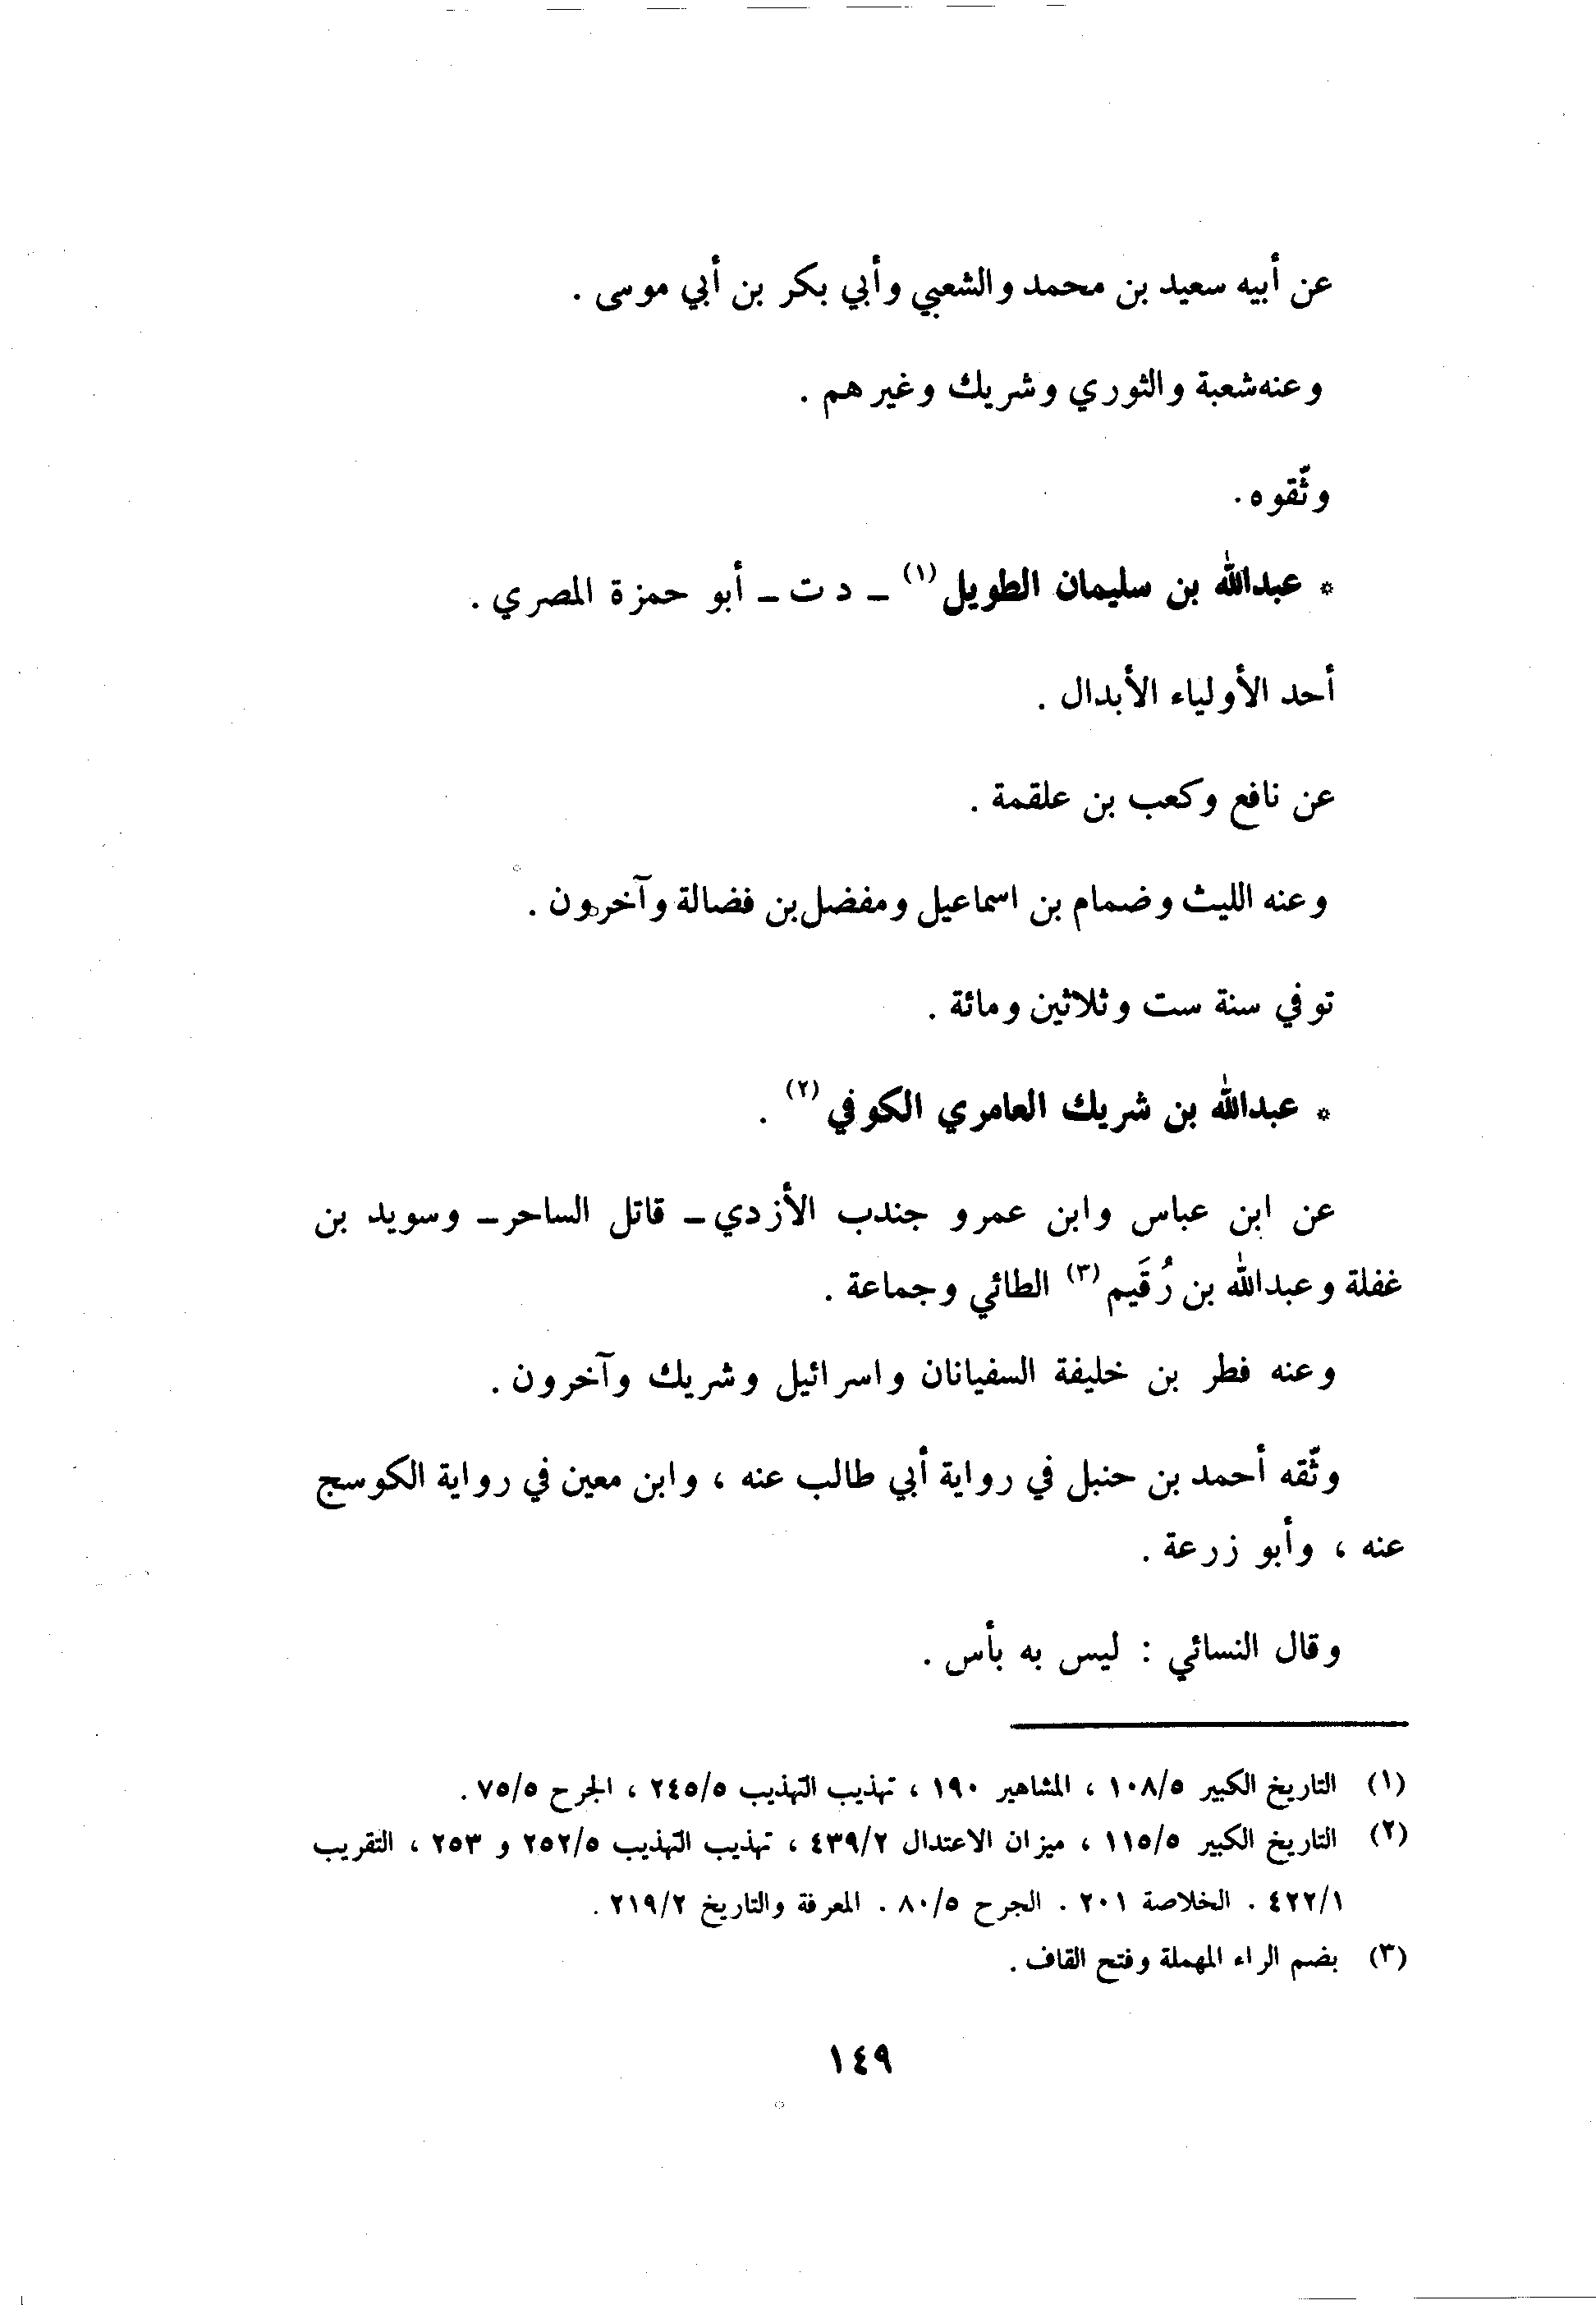 عن أبيه سعيد بن محمد والشعبي وأبي بكر بن أبي موسى .
وعنه شعبة والثوري وشريك وغيرهم .
وثّقوه .
* عبدالله بن سليمان الطويل (١) ـ د ت ـ أبو حمزة المصري .
أحد الأولياء الأبدال .
عن نافع وكعب بن علقمة .
وعنه الليث وضمام بن اسماعيل ومفضل بن فضالة وآخرون .
توفي سنة ست وثلاثين ومائة .
* عبدالله بن شريك العامري الكوفي (٢) .
عن ابن عباس وابن عمرو جندب الأزدي ـ قاتل الساحر ـ وسويد بن
غفلة وعبدالله بن رُقَيم (٣) الطائي وجماعة .
وعنه فطر بن خليفة السفيانان واسرائيل وشريك وآخرون .
وثّقه أحمد بن حنبل في رواية أبي طالب عنه ، وابن معين في رواية الكوسج
عنه ، وأبو زرعة .
وقال النسائي : ليس به بأس .
(١) التاريخ الكبير ١٠٨/٥ ، المشاهير ١٩٠ ، تهذيب التهذيب ٢٤٥/٥ ، الجرح ٧٥/٥ .
(٢) التاريخ الكبير ١١٥/٥ ، ميزان الاعتدال ٤٣٩/٢ ، تهذيب التهذيب ٢٥٢/٥ و ٢٥٣ ، التقريب
٤٢٢/١ . الخلاصة ٢٠١ . الجرح ٨٠/٥ . المعرفة والتاريخ ٢١٩/٢ .
(٣) بضم الراء المهملة وفتح القاف .
١٤٩